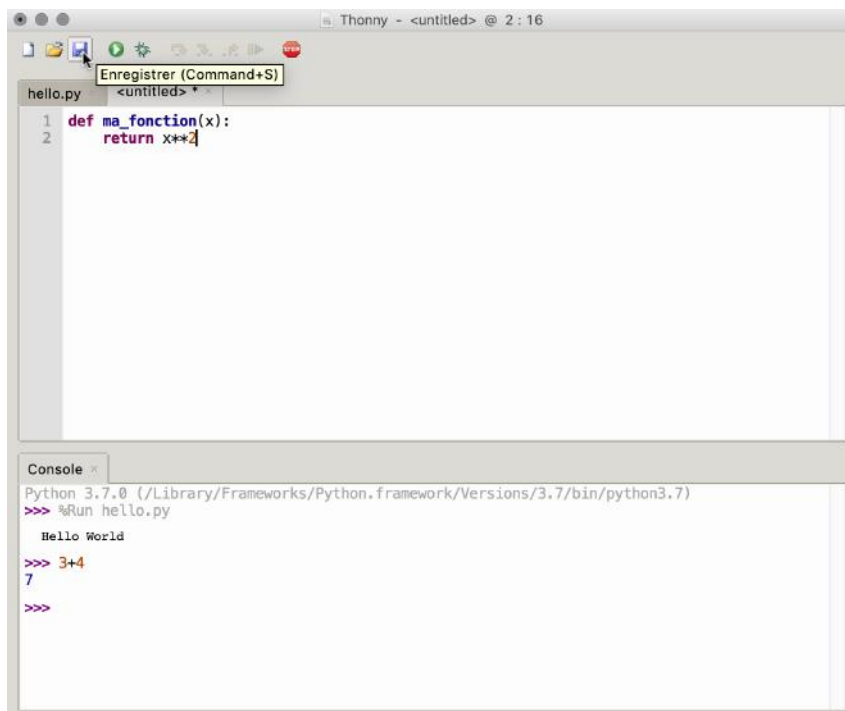 Thonny - <untitled> @ 2 : 16
STOP
Enregistrer (Command+S)
hello.py × <untitled> * ×
1 def ma_fonction(x):
2 return x**2
Console ×
Python 3.7.0 (/Library/Frameworks/Python.framework/Versions/3.7/bin/python3.7)
>>> %Run hello.py
Hello World
>>> 3+4
7
>>>